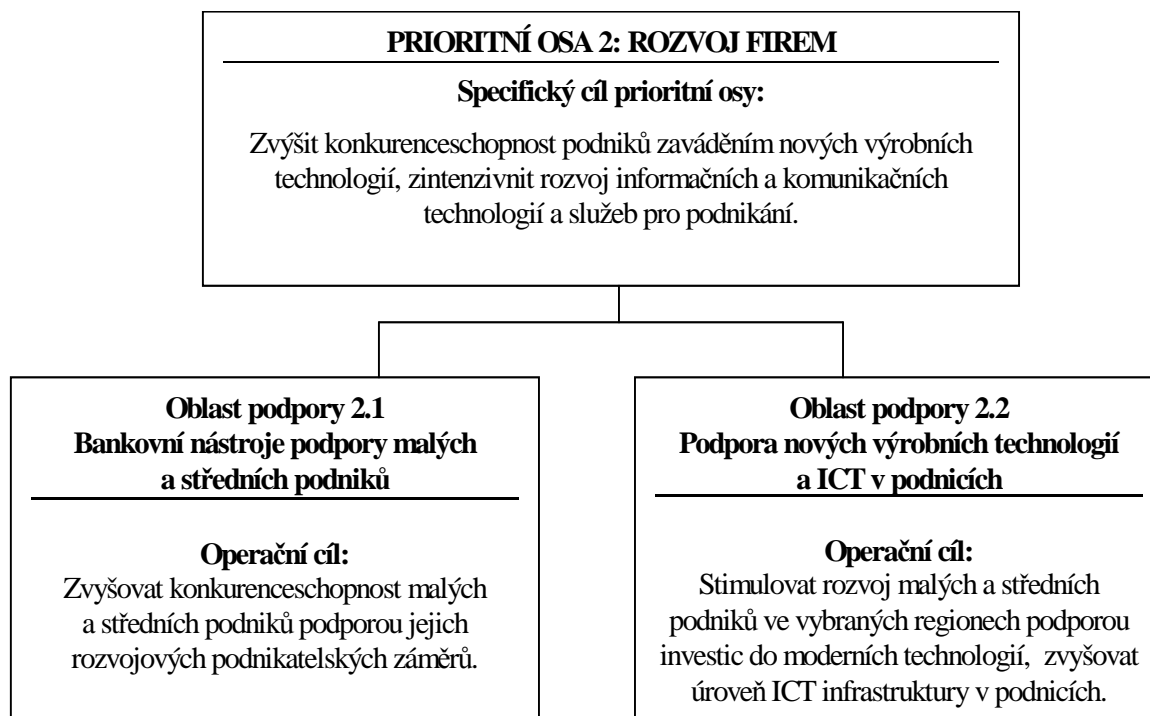 PRIORITNÍ OSA 2: ROZVOJ FIREM
Specifický cíl prioritní osy:
Zvýšit konkurenceschopnost podniků zaváděním nových výrobních
technologií, zintenzivnit rozvoj informačních a komunikačních
technologií a služeb pro podnikání.
Oblast podpory 2.1
Bankovní nástroje podpory malých
a středních podniků
Operační cíl:
Zvyšovat konkurenceschopnost malých
a středních podniků podporou jejich
rozvojových podnikatelských záměrů.
Oblast podpory 2.2
Podpora nových výrobních technologií
a ICT v podnicích
Operační cíl:
Stimulovat rozvoj malých a středních
podniků ve vybraných regionech podporou
investic do moderních technologií, zvyšovat
úroveň ICT infrastruktury v podnicích.